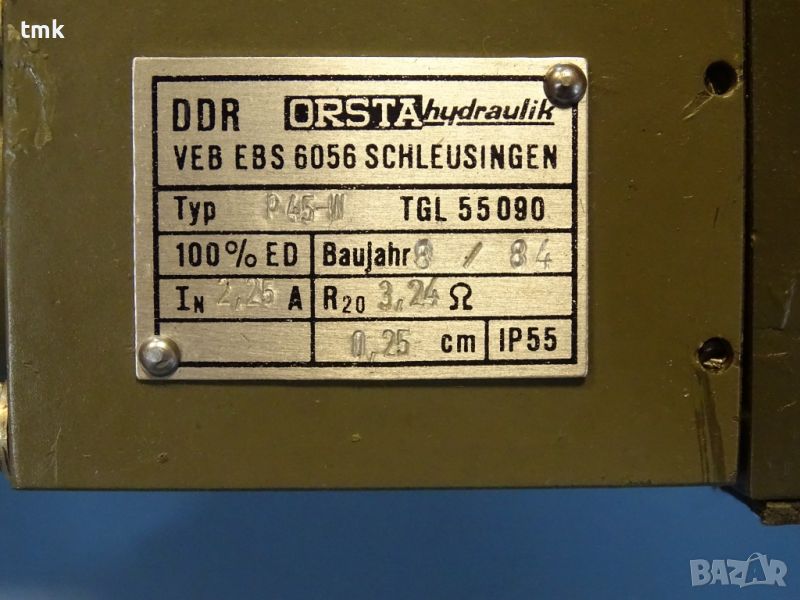 tmk
DDR ORSTA hydraulik
VEB EBS 6056 SCHLEUSINGEN
Typ P45-W TGL 55090
100% ED Baujahr 8 / 84
IN 2,25 A R20 3,24 Ω
0,25 cm IP55
BAZAR